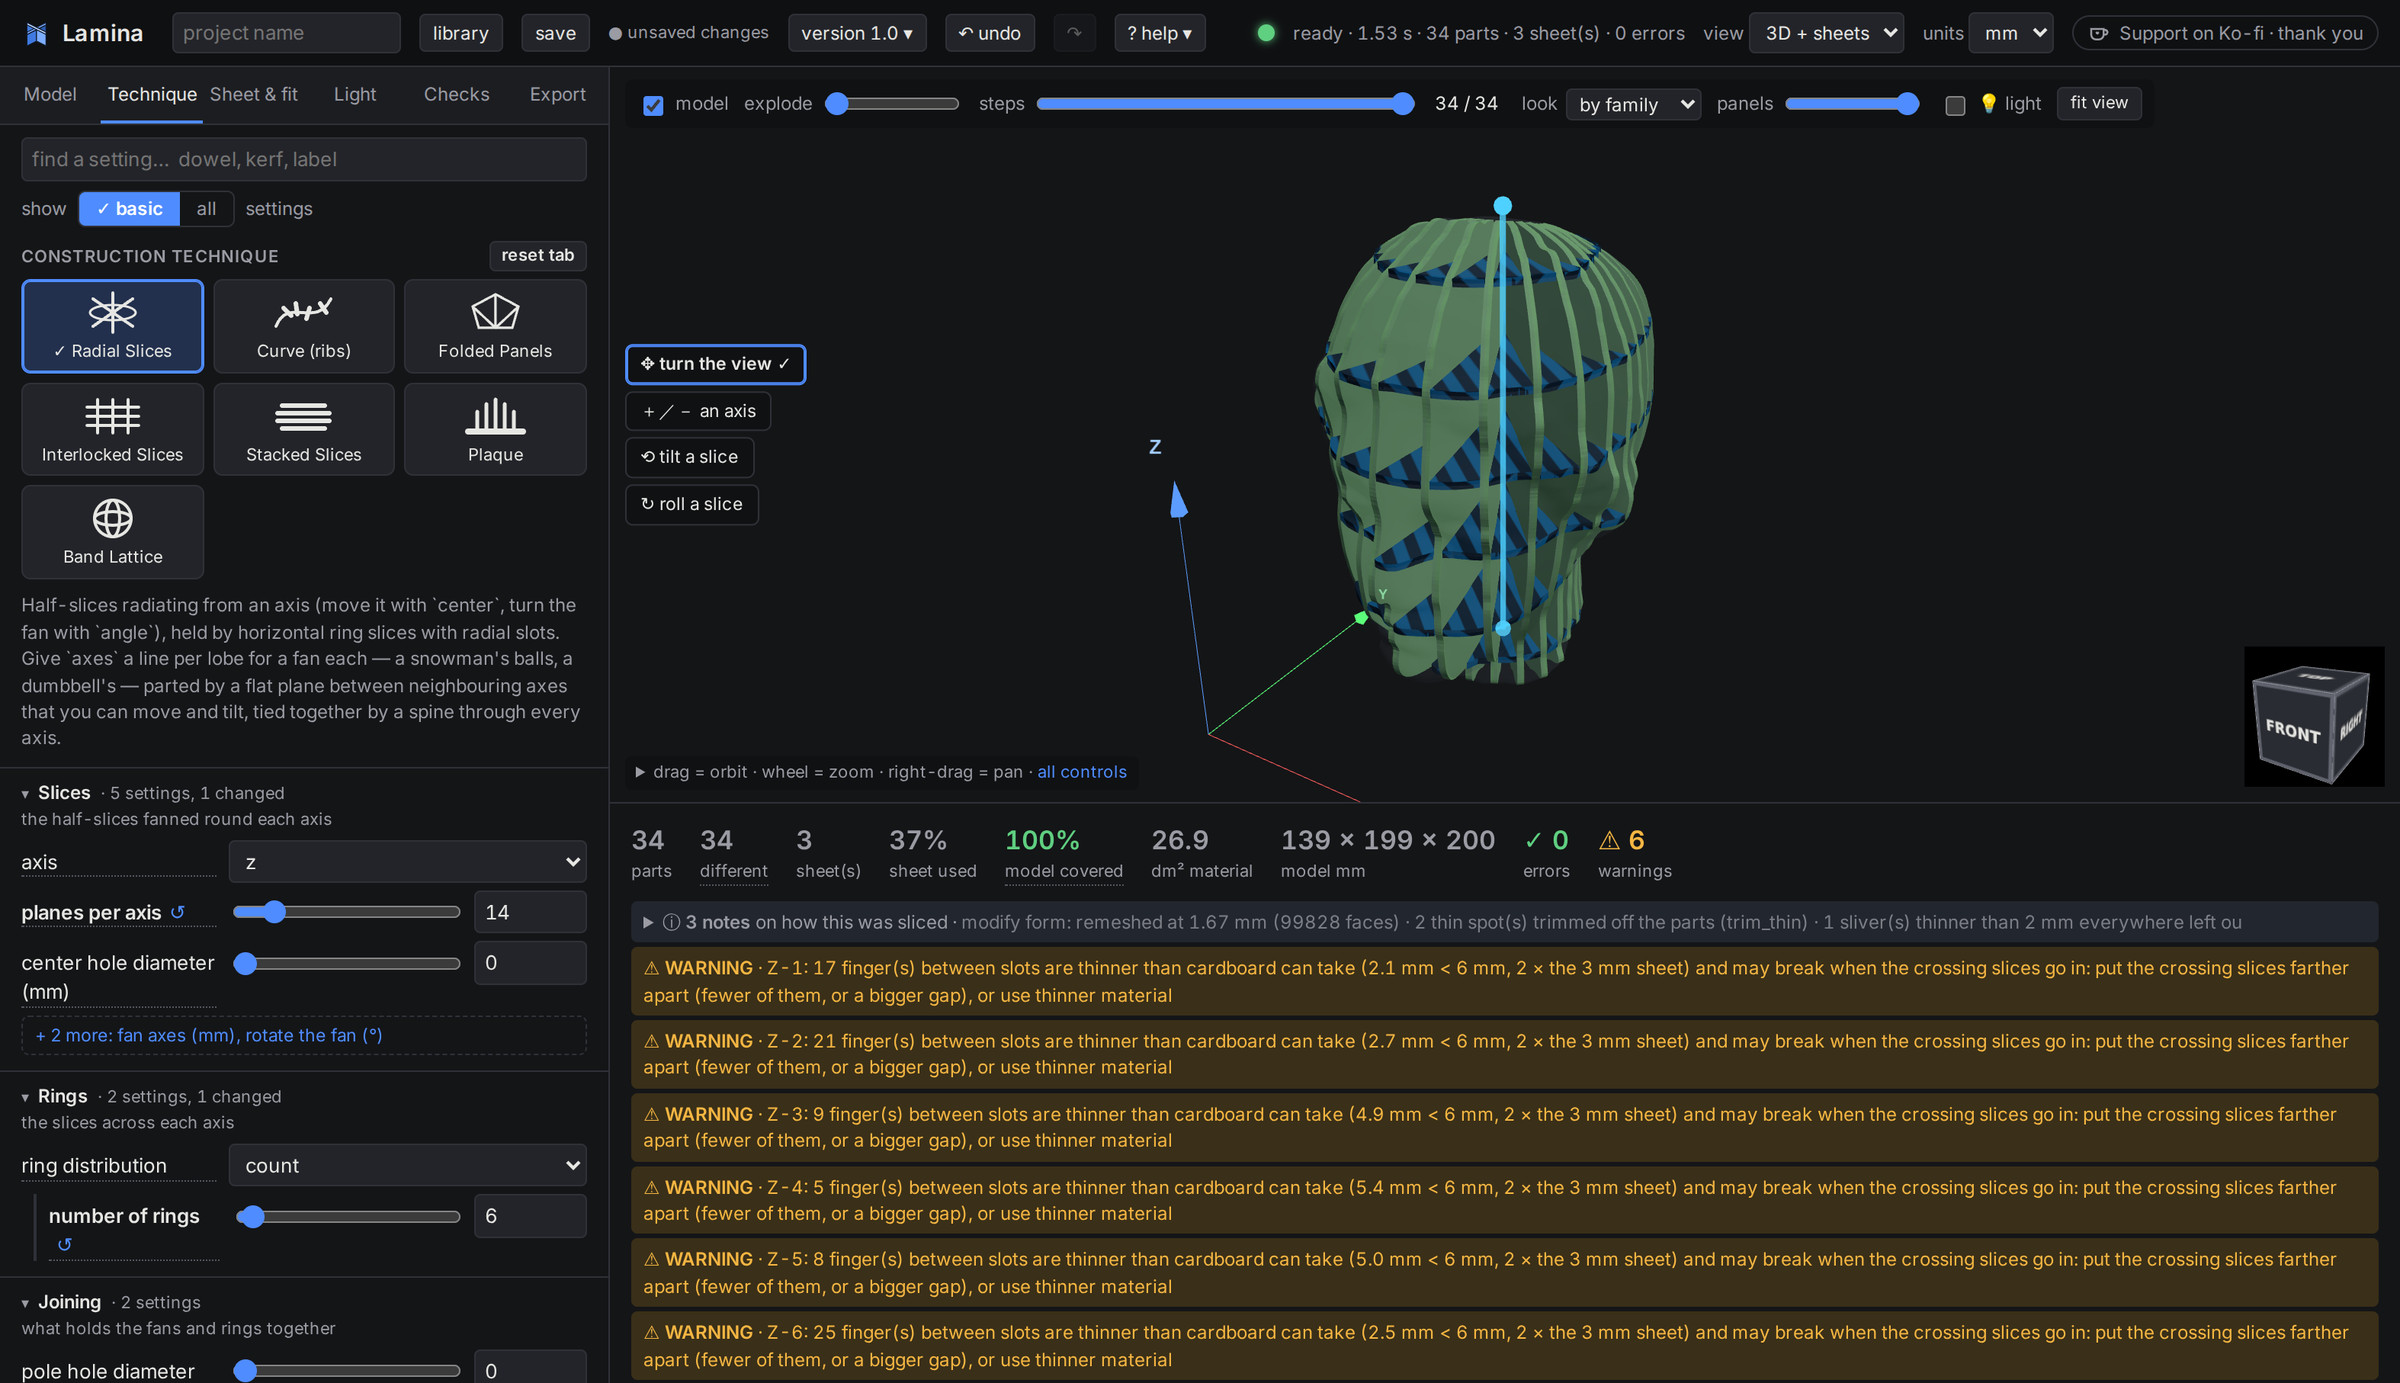 Lamina
project name
library
save
unsaved changes
version 1.0 ▾
↶ undo
↷
? help ▾
ready · 1.53 s · 34 parts · 3 sheet(s) · 0 errors
view
3D + sheets
units
mm
Support on Ko-fi · thank you
Model
Technique
Sheet & fit
Light
Checks
Export
find a setting… dowel, kerf, label
show
✓ basic
all
settings
CONSTRUCTION TECHNIQUE
reset tab
✓ Radial Slices
Curve (ribs)
Folded Panels
Interlocked Slices
Stacked Slices
Plaque
Band Lattice
Half-slices radiating from an axis (move it with `center`, turn the
fan with `angle`), held by horizontal ring slices with radial slots.
Give `axes` a line per lobe for a fan each — a snowman's balls, a
dumbbell's — parted by a flat plane between neighbouring axes
that you can move and tilt, tied together by a spine through every
axis.
▾ Slices · 5 settings, 1 changed
the half-slices fanned round each axis
axis
z
planes per axis ↺
14
center hole diameter
(mm)
0
+ 2 more: fan axes (mm), rotate the fan (°)
▾ Rings · 2 settings, 1 changed
the slices across each axis
ring distribution
count
number of rings
↺
6
▾ Joining · 2 settings
what holds the fans and rings together
pole hole diameter
0
model
explode
steps
34 / 34
look
by family
panels
💡 light
fit view
✥ turn the view ✓
+ ／ − an axis
⟲ tilt a slice
↻ roll a slice
Z
Y
TOP
FRONT
RIGHT
▶ drag = orbit · wheel = zoom · right-drag = pan · all controls
34
parts
34
different
3
sheet(s)
37%
sheet used
100%
model covered
26.9
dm² material
139 × 199 × 200
model mm
✓ 0
errors
⚠ 6
warnings
▶ ⓘ 3 notes on how this was sliced · modify form: remeshed at 1.67 mm (99828 faces) · 2 thin spot(s) trimmed off the parts (trim_thin) · 1 sliver(s) thinner than 2 mm everywhere left ou
⚠ WARNING · Z-1: 17 finger(s) between slots are thinner than cardboard can take (2.1 mm < 6 mm, 2 × the 3 mm sheet) and may break when the crossing slices go in: put the crossing slices farther
apart (fewer of them, or a bigger gap), or use thinner material
⚠ WARNING · Z-2: 21 finger(s) between slots are thinner than cardboard can take (2.7 mm < 6 mm, 2 × the 3 mm sheet) and may break when the crossing slices go in: put the crossing slices farther
apart (fewer of them, or a bigger gap), or use thinner material
⚠ WARNING · Z-3: 9 finger(s) between slots are thinner than cardboard can take (4.9 mm < 6 mm, 2 × the 3 mm sheet) and may break when the crossing slices go in: put the crossing slices farther
apart (fewer of them, or a bigger gap), or use thinner material
⚠ WARNING · Z-4: 5 finger(s) between slots are thinner than cardboard can take (5.4 mm < 6 mm, 2 × the 3 mm sheet) and may break when the crossing slices go in: put the crossing slices farther
apart (fewer of them, or a bigger gap), or use thinner material
⚠ WARNING · Z-5: 8 finger(s) between slots are thinner than cardboard can take (5.0 mm < 6 mm, 2 × the 3 mm sheet) and may break when the crossing slices go in: put the crossing slices farther
apart (fewer of them, or a bigger gap), or use thinner material
⚠ WARNING · Z-6: 25 finger(s) between slots are thinner than cardboard can take (2.5 mm < 6 mm, 2 × the 3 mm sheet) and may break when the crossing slices go in: put the crossing slices farther
apart (fewer of them, or a bigger gap), or use thinner material